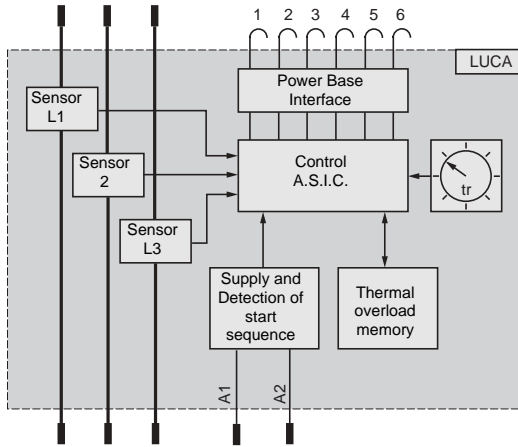 1 2 3 4 5 6
LUCA
Power Base
Interface
Sensor
L1
Control
A.S.I.C.
Sensor
2
tr
Sensor
L3
Supply and
Detection of
start
sequence
Thermal
overload
memory
A1
A2